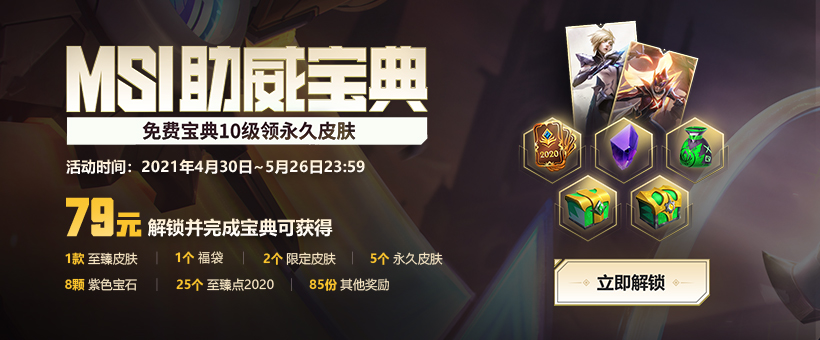 MSI助威宝典
免费宝典10级领永久皮肤
活动时间：2021年4月30日~5月26日23:59
79元 解锁并完成宝典可获得
1款 至臻皮肤 | 1个 福袋 | 2个 限定皮肤 | 5个 永久皮肤
8颗 紫色宝石 | 25个 至臻点2020 | 85份 其他奖励
2020
立即解锁